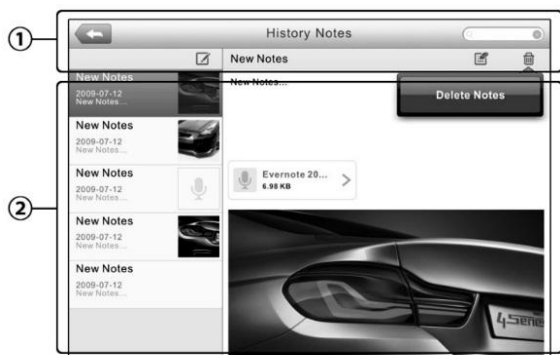 ①
History Notes
New Notes
New Notes
2009-07-12
New Notes...
New Notes...
Delete Notes
New Notes
2009-07-12
New Notes...
②
New Notes
2009-07-12
New Notes...
Evernote 20...
6.98 KB
New Notes
2009-07-12
New Notes...
New Notes
2009-07-12
New Notes...
4Series